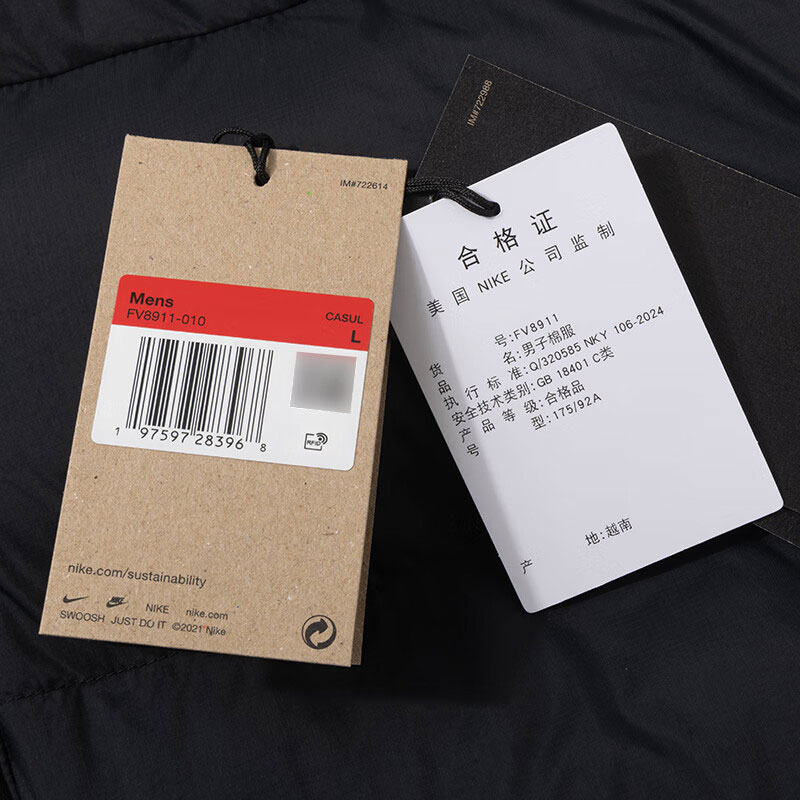 IM#722614
Mens
FV8911-010
CASUL
L
1 97597 28396 8
RFID
nike.com/sustainability
NIKE nike.com
SWOOSH JUST DO IT ©2021 Nike
IM#722988
合格证
美国NIKE公司监制
货号:FV8911
品名:男子棉服
执行标准:Q/320585 NKY 106-2024
安全技术类别:GB 18401 C类
产品等级:合格品
号型:175/92A
产地:越南